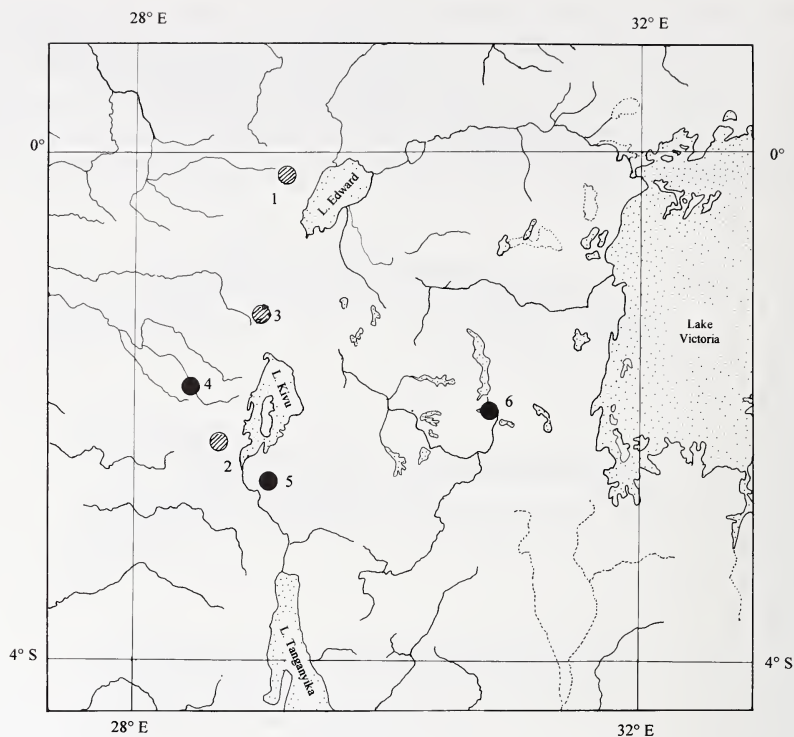 28° E
32° E
0°
0°
1
L. Edward
3
Lake
Victoria
4
L. Kivu
6
2
5
4° S
L. Tanganyika
4° S
28° E
32° E